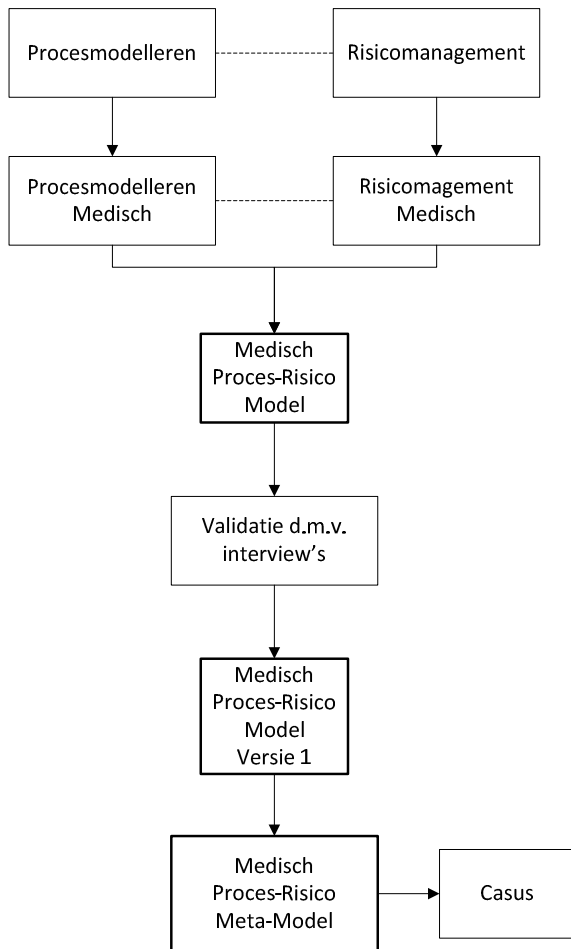 Procesmodelleren
Risicomanagement
Procesmodelleren
Medisch
Risicomagement
Medisch
Medisch
Proces-Risico
Model
Validatie d.m.v.
interview's
Medisch
Proces-Risico
Model
Versie 1
Medisch
Proces-Risico
Meta-Model
Casus